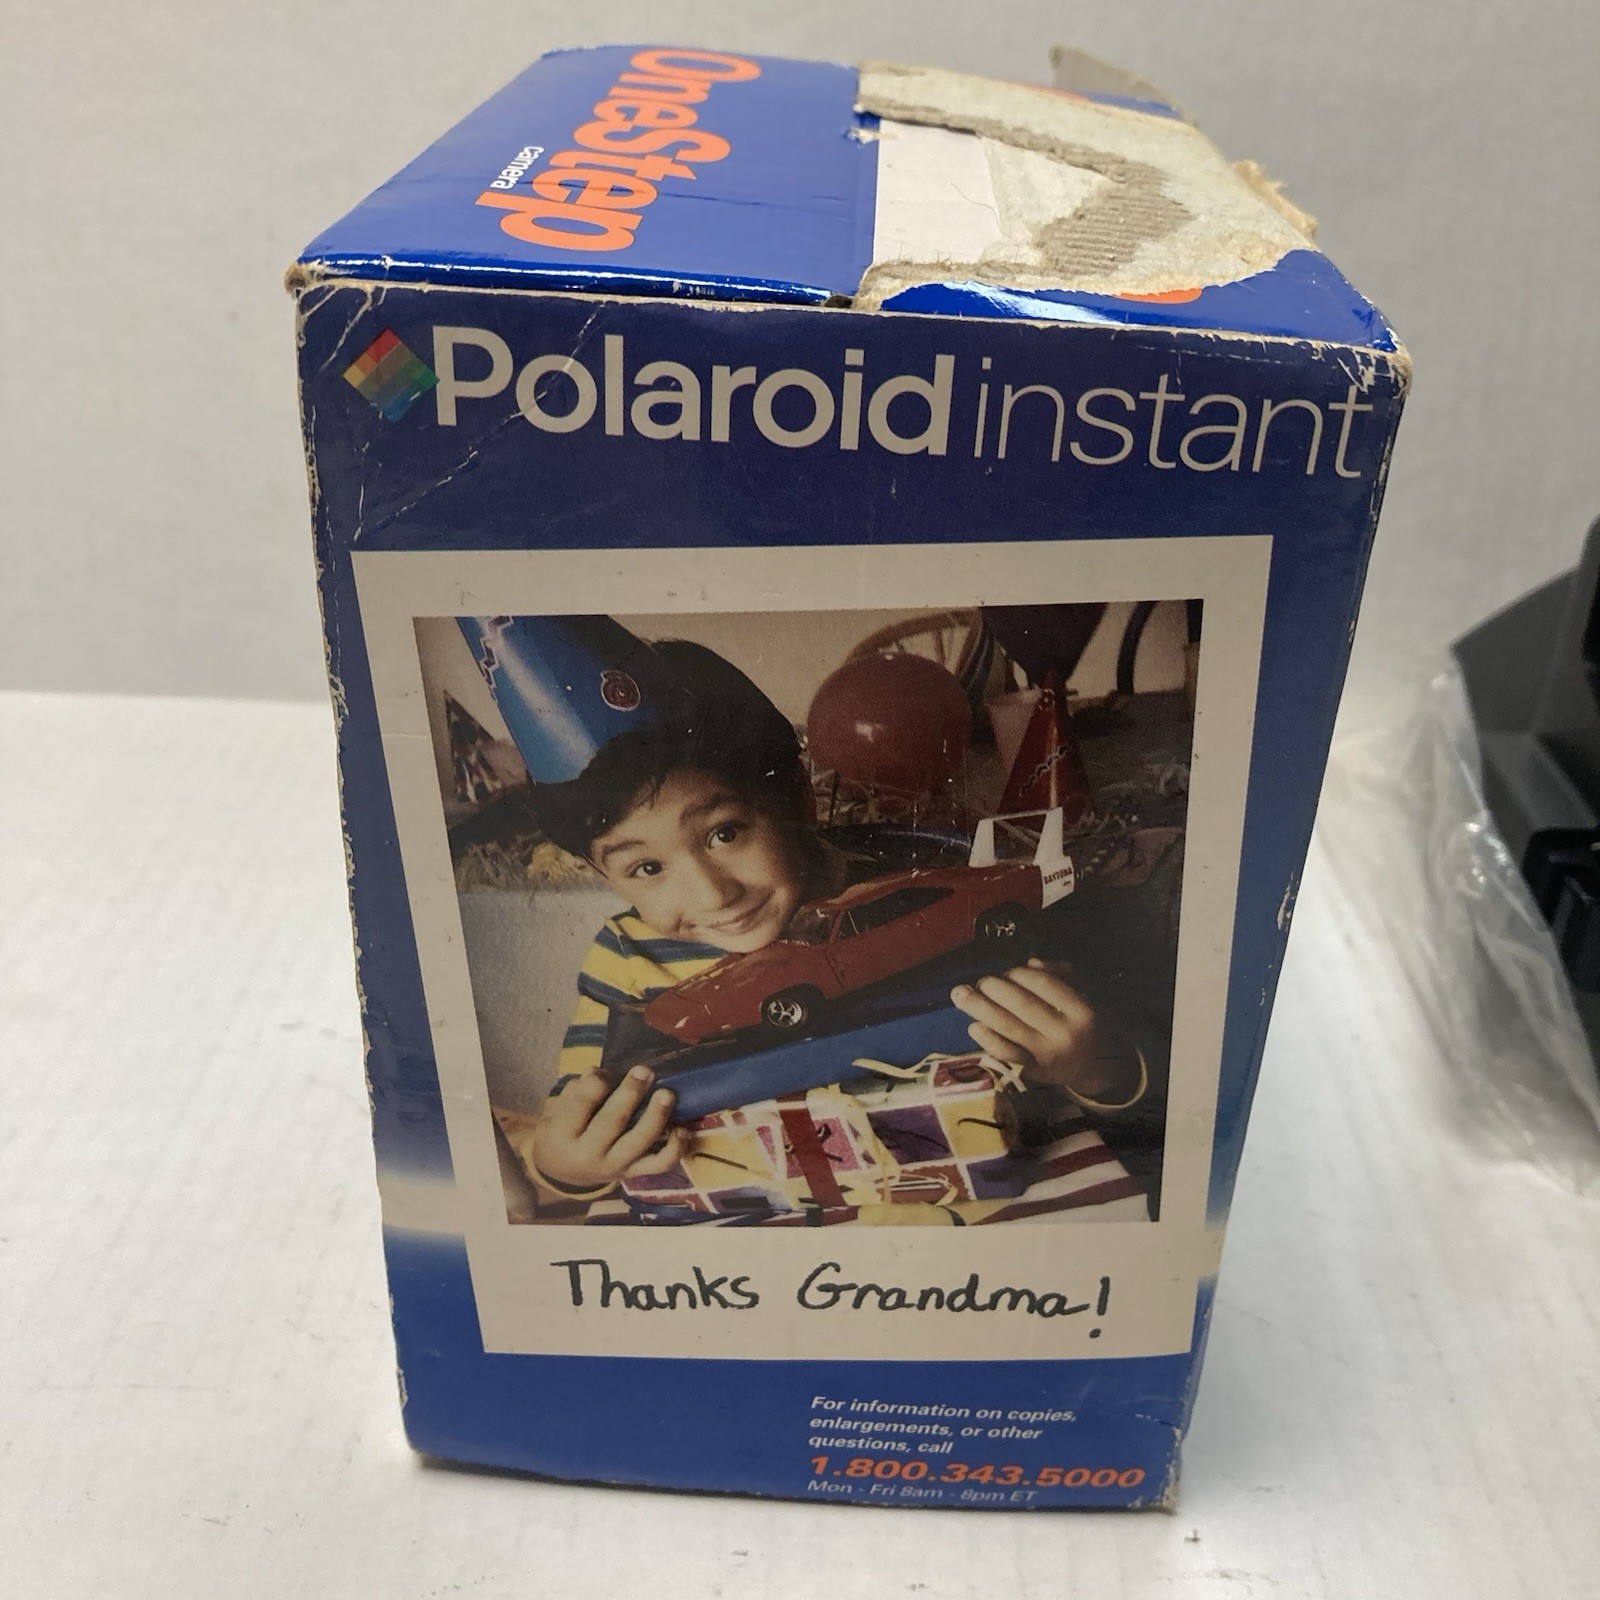 OneStep
camera
Polaroid instant
DAYTONA
Thanks Grandma!
For information on copies,
enlargements, or other
questions, call
1.800.343.5000
Mon - Fri 8am - 8pm ET